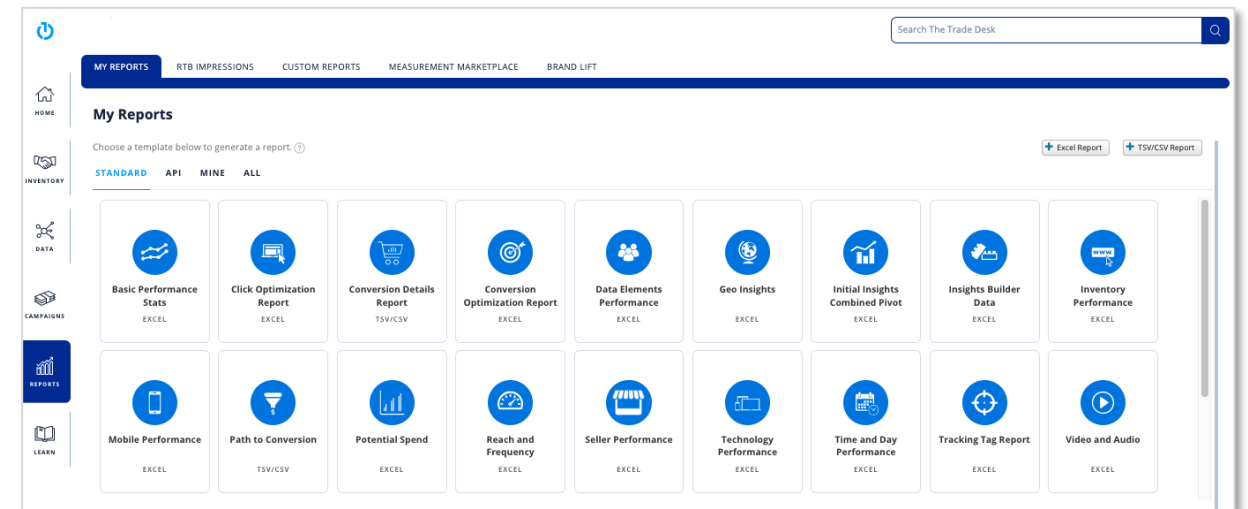 Search The Trade Desk
MY REPORTS RTB IMPRESSIONS CUSTOM REPORTS MEASUREMENT MARKETPLACE BRAND LIFT
HOME
My Reports
Choose a template below to generate a report. ?
+ Excel Report + TSV/CSV Report
INVENTORY
STANDARD API MINE ALL
DATA
Basic Performance Stats
EXCEL
Click Optimization Report
EXCEL
Conversion Details Report
TSV/CSV
Conversion Optimization Report
EXCEL
Data Elements Performance
EXCEL
Geo Insights
EXCEL
Initial Insights Combined Pivot
EXCEL
Insights Builder Data
EXCEL
WWW
Inventory Performance
EXCEL
CAMPAIGNS
REPORTS
Mobile Performance
EXCEL
Path to Conversion
TSV/CSV
Potential Spend
EXCEL
Reach and Frequency
EXCEL
Seller Performance
EXCEL
Technology Performance
EXCEL
Time and Day Performance
EXCEL
Tracking Tag Report
EXCEL
Video and Audio
EXCEL
LEARN